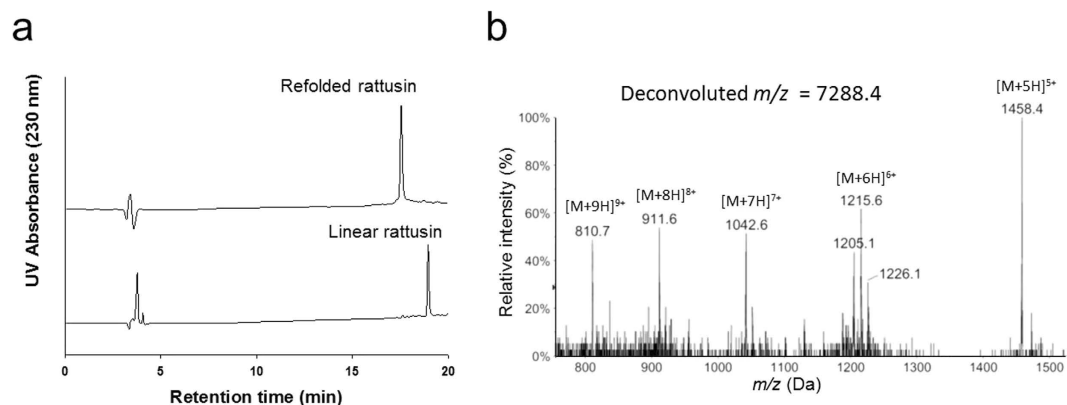 a
UV Absorbance (230 nm)
Refolded rattusin
Linear rattusin
0 5 10 15 20
Retention time (min)
b
Deconvoluted m/z = 7288.4
[M+5H]⁵⁺
1458.4
[M+6H]⁶⁺
1215.6
[M+9H]⁹⁺
810.7
[M+8H]⁸⁺
911.6
[M+7H]⁷⁺
1042.6
1205.1
1226.1
Relative intensity (%)
100%
80%
60%
40%
20%
0%
800 900 1000 1100 1200 1300 1400 1500
m/z (Da)